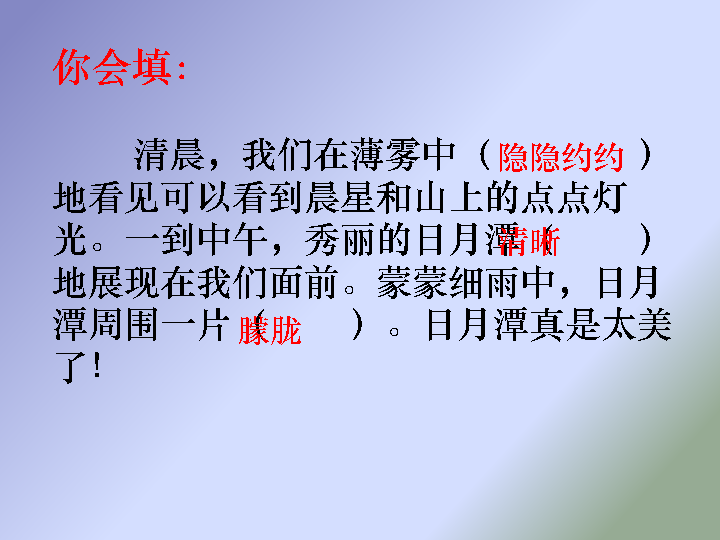 你会填：
清晨，我们在薄雾中（隐隐约约）
地看见可以看到晨星和山上的点点灯
光。一到中午，秀丽的日月潭（清晰）
地展现在我们面前。蒙蒙细雨中，日月
潭周围一片（朦胧）。日月潭真是太美
了！